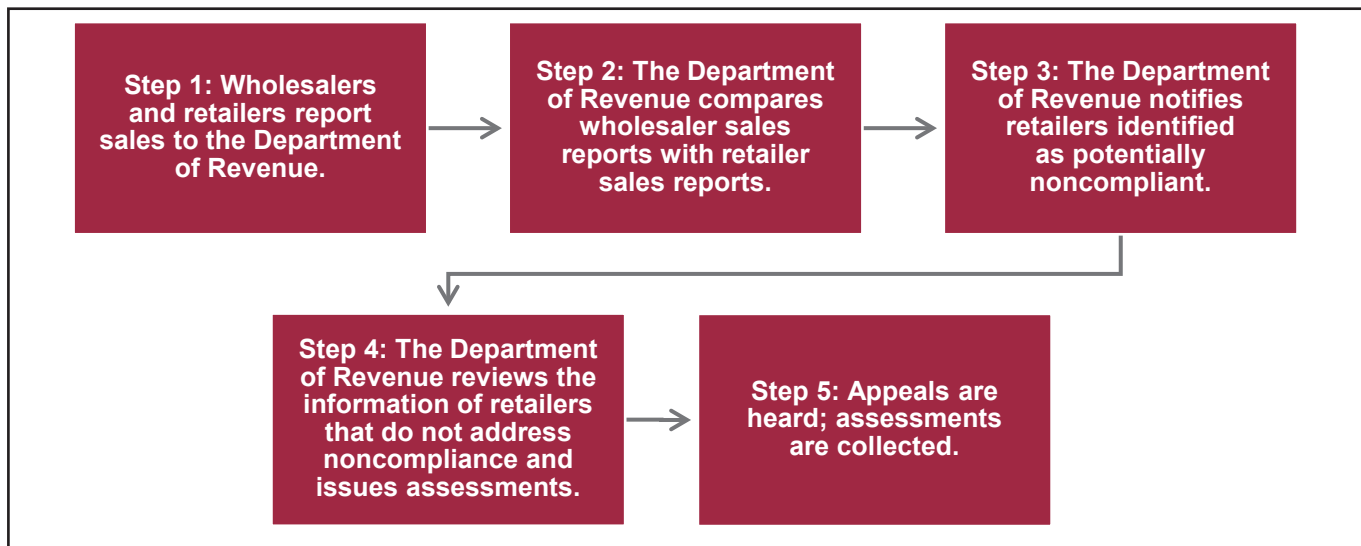 Step 1: Wholesalers
and retailers report
sales to the Department
of Revenue.
Step 2: The Department
of Revenue compares
wholesaler sales
reports with retailer
sales reports.
Step 3: The Department
of Revenue notifies
retailers identified
as potentially
noncompliant.
Step 4: The Department
of Revenue reviews the
information of retailers
that do not address
noncompliance and
issues assessments.
Step 5: Appeals are
heard; assessments
are collected.